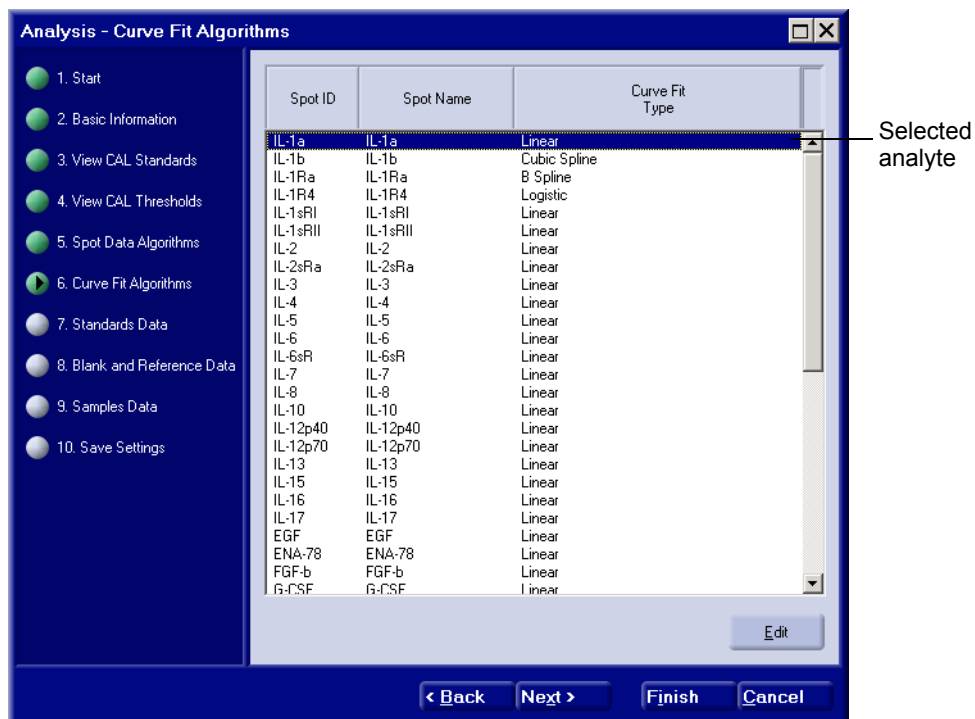 Analysis - Curve Fit Algorithms
1. Start
2. Basic Information
3. View CAL Standards
4. View CAL Thresholds
5. Spot Data Algorithms
6. Curve Fit Algorithms
7. Standards Data
8. Blank and Reference Data
9. Samples Data
10. Save Settings
Spot ID Spot Name Curve Fit Type
IL-1a IL-1a Linear
IL-1b IL-1b Cubic Spline
IL-1Ra IL-1Ra B Spline
IL-1R4 IL-1R4 Logistic
IL-1sRI IL-1sRI Linear
IL-1sRII IL-1sRII Linear
IL-2 IL-2 Linear
IL-2sRa IL-2sRa Linear
IL-3 IL-3 Linear
IL-4 IL-4 Linear
IL-5 IL-5 Linear
IL-6 IL-6 Linear
IL-6sR IL-6sR Linear
IL-7 IL-7 Linear
IL-8 IL-8 Linear
IL-10 IL-10 Linear
IL-12p40 IL-12p40 Linear
IL-12p70 IL-12p70 Linear
IL-13 IL-13 Linear
IL-15 IL-15 Linear
IL-16 IL-16 Linear
IL-17 IL-17 Linear
EGF EGF Linear
ENA-78 ENA-78 Linear
FGF-b FGF-b Linear
G-CSF G-CSF Linear
Edit
< Back Next > Finish Cancel
Selected
analyte